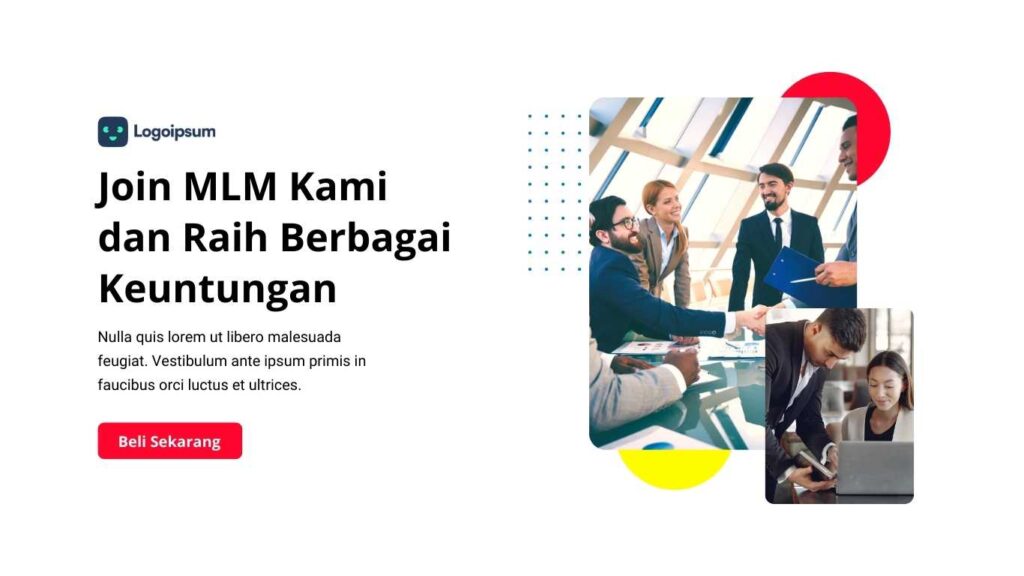 Logoipsum
Join MLM Kami
dan Raih Berbagai
Keuntungan
Nulla quis lorem ut libero malesuada
feugiat. Vestibulum ante ipsum primis in
faucibus orci luctus et ultrices.
Beli Sekarang